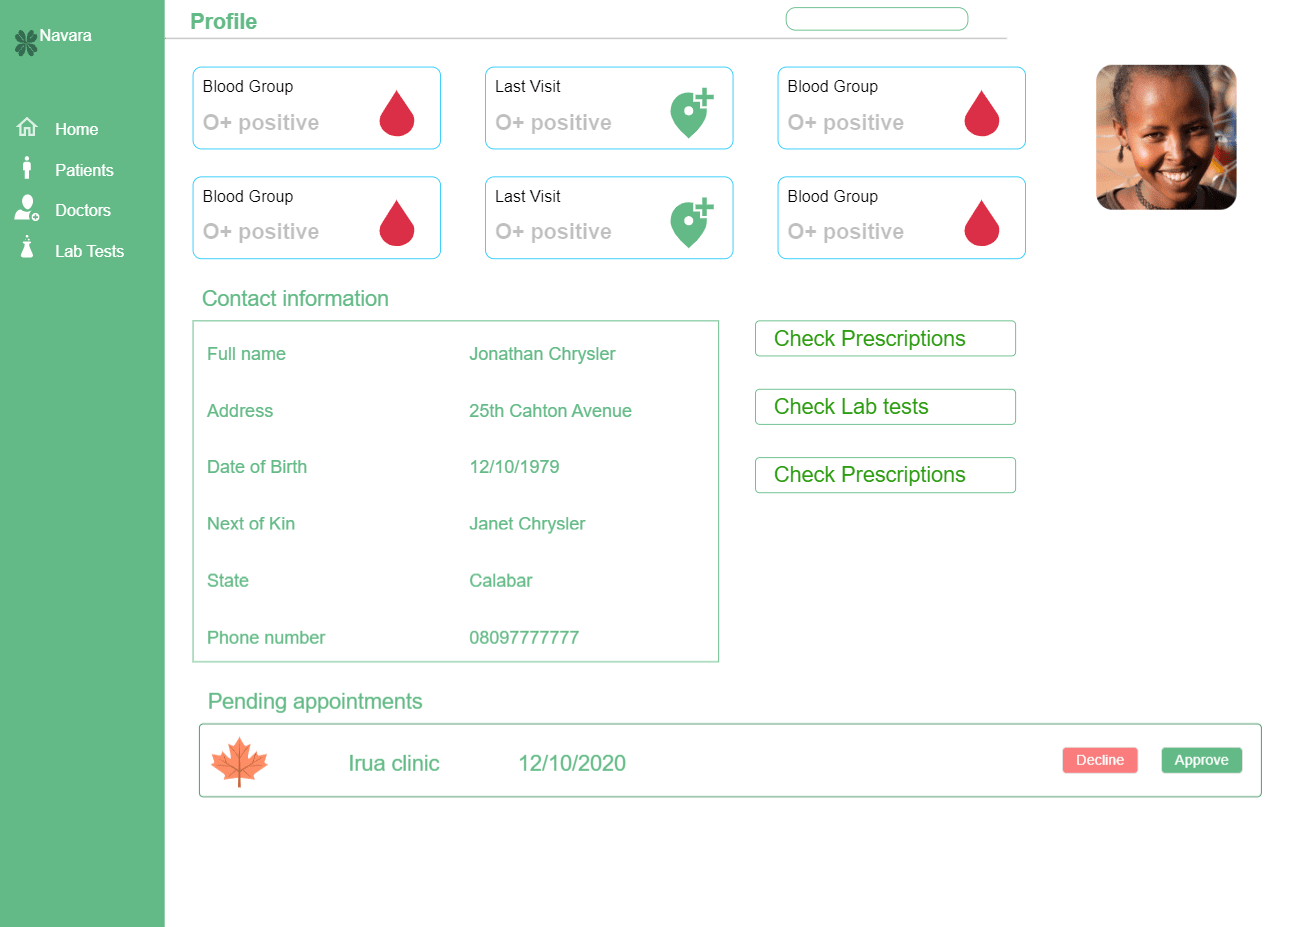 Navara
Home
Patients
Doctors
Lab Tests
Profile
Blood Group
O+ positive
Last Visit
O+ positive
Blood Group
O+ positive
Blood Group
O+ positive
Last Visit
O+ positive
Blood Group
O+ positive
Contact information
Full name Jonathan Chrysler
Address 25th Cahton Avenue
Date of Birth 12/10/1979
Next of Kin Janet Chrysler
State Calabar
Phone number 08097777777
Check Prescriptions
Check Lab tests
Check Prescriptions
Pending appointments
Irua clinic 12/10/2020 Decline Approve